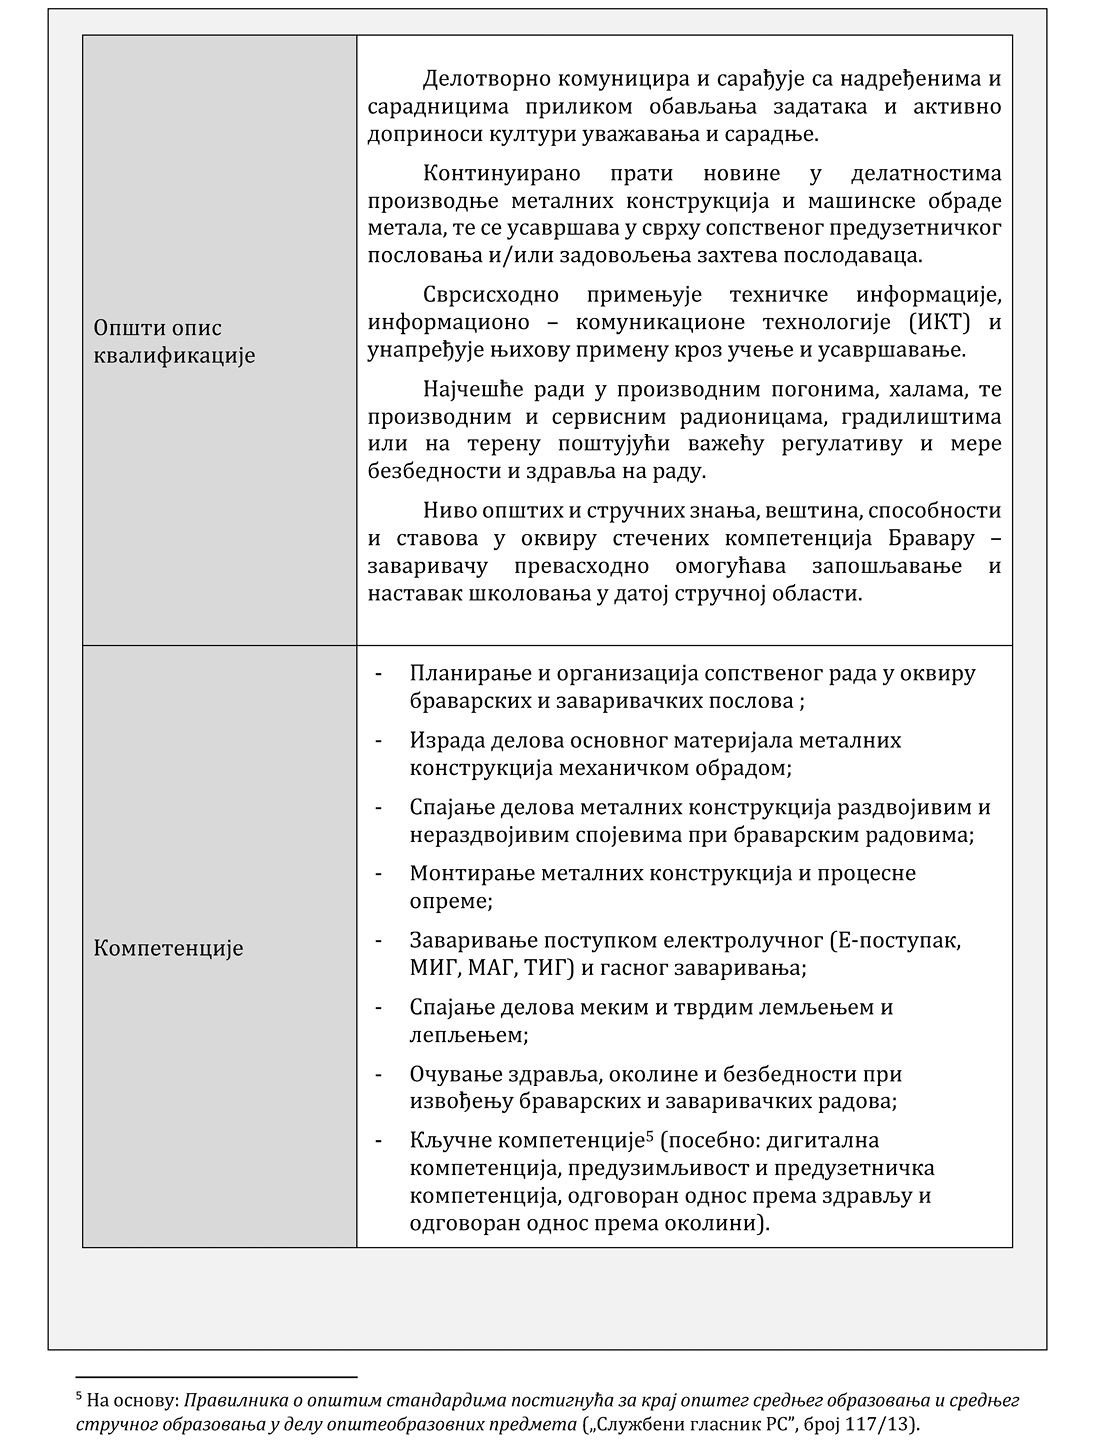 Општи опис
квалификације
Делотворно комуницира и сарађује са надређенима и
сарадницима приликом обављања задатака и активно
доприноси култури уважавања и сарадње.
Континуирано прати новине у делатностима
производње металних конструкција и машинске обраде
метала, те се усавршава у сврху сопственог предузетничког
пословања и/или задовољења захтева послодаваца.
Сврсисходно примењује техничке информације,
информационо – комуникационе технологије (ИКТ) и
унапређује њихову примену кроз учење и усавршавање.
Најчешће ради у производним погонима, халама, те
производним и сервисним радионицама, градилиштима
или на терену поштујући важећу регулативу и мере
безбедности и здравља на раду.
Ниво општих и стручних знања, вештина, способности
и ставова у оквиру стечених компетенција Бравару –
заваривачу превасходно омогућава запошљавање и
наставак школовања у датој стручној области.
Компетенције
- Планирање и организација сопственог рада у оквиру
браварских и заваривачких послова ;
- Израда делова основног материјала металних
конструкција механичком обрадом;
- Спајање делова металних конструкција раздвојивим и
нераздвојивим спојевима при браварским радовима;
- Монтирање металних конструкција и процесне
опреме;
- Заваривање поступком електролучног (Е-поступак,
МИГ, МАГ, ТИГ) и гасног заваривања;
- Спајање делова меким и тврдим лемљењем и
лепљењем;
- Очување здравља, околине и безбедности при
извођењу браварских и заваривачких радова;
- Кључне компетенције⁵ (посебно: дигитална
компетенција, предузимљивост и предузетничка
компетенција, одговоран однос према здрављу и
одговоран однос према околини).
⁵ На основу: Правилника о општим стандардима постигнућа за крај општег средњег образовања и средњег
стручног образовања у делу општеобразовних предмета („Службени гласник РС”, број 117/13).